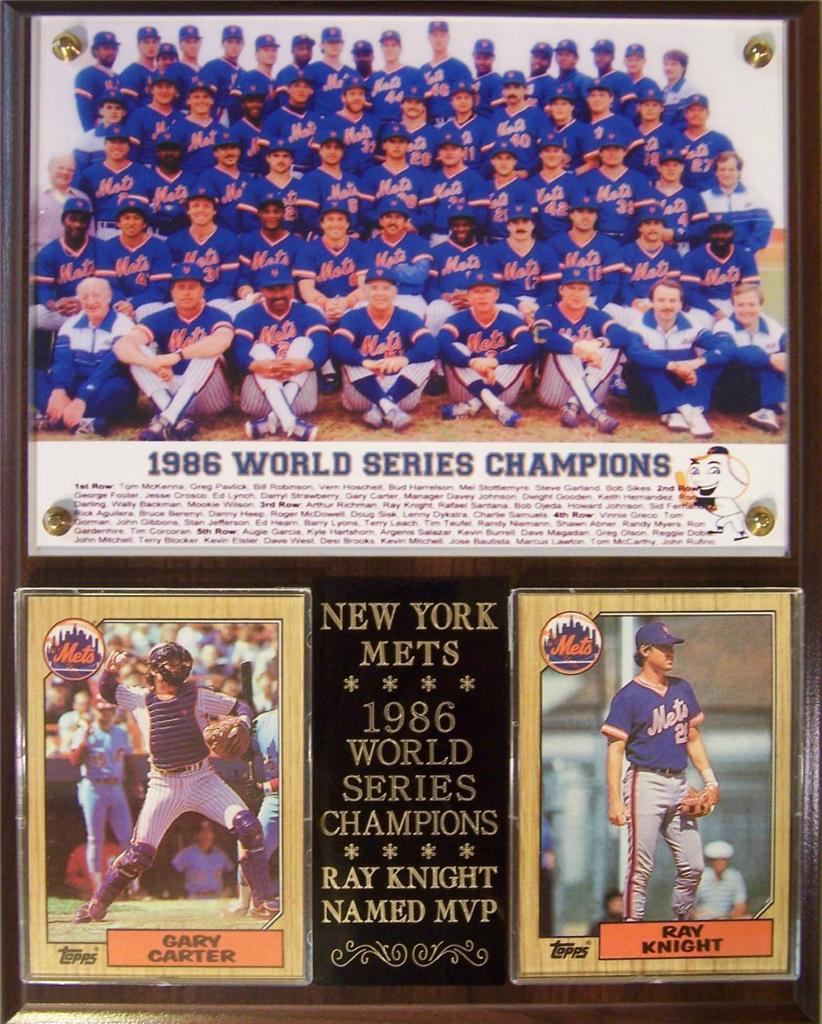 1986 WORLD SERIES CHAMPIONS
1st Row: Tom McKenna, Greg Pavlick, Bill Robinson, Vern Hoscheit, Bud Harrelson, Mel Stottlemyre, Steve Garland, Bob Sikes. 2nd Row
George Foster, Jesse Orosco, Ed Lynch, Darryl Strawberry, Gary Carter, Manager Davey Johnson, Dwight Gooden, Keith Hernandez, Ron
Darling, Wally Backman, Mookie Wilson. 3rd Row: Arthur Richman, Ray Knight, Rafael Santana, Bob Ojeda, Howard Johnson, Sid Ferna
Rick Aguilera, Bruce Berenyi, Danny Heep, Roger McDowell, Doug Sisk, Lenny Dykstra, Charlie Samuels. 4th Row: Vinnie Greco, Tom
Gorman, John Gibbons, Stan Jefferson, Ed Hearn, Barry Lyons, Terry Leach, Tim Teufel, Randy Niemann, Shawn Abner, Randy Myers, Ron
Gardenhire, Tim Corcoran. 5th Row: Augie Garcia, Kyle Hartshorn, Argenis Salazar, Kevin Burrell, Dave Magadan, Greg Olson, Reggie Dobie
John Mitchell, Terry Blocker, Kevin Elster, Dave West, Desi Brooks, Kevin Mitchell, Jose Bautista, Marcus Lawton, Tom McCarthy, John Rufino
Mets
GARY
CARTER
Topps
NEW YORK
METS
* * * *
1986
WORLD
SERIES
CHAMPIONS
* * * *
RAY KNIGHT
NAMED MVP
Mets
Mets
RAY
KNIGHT
Topps